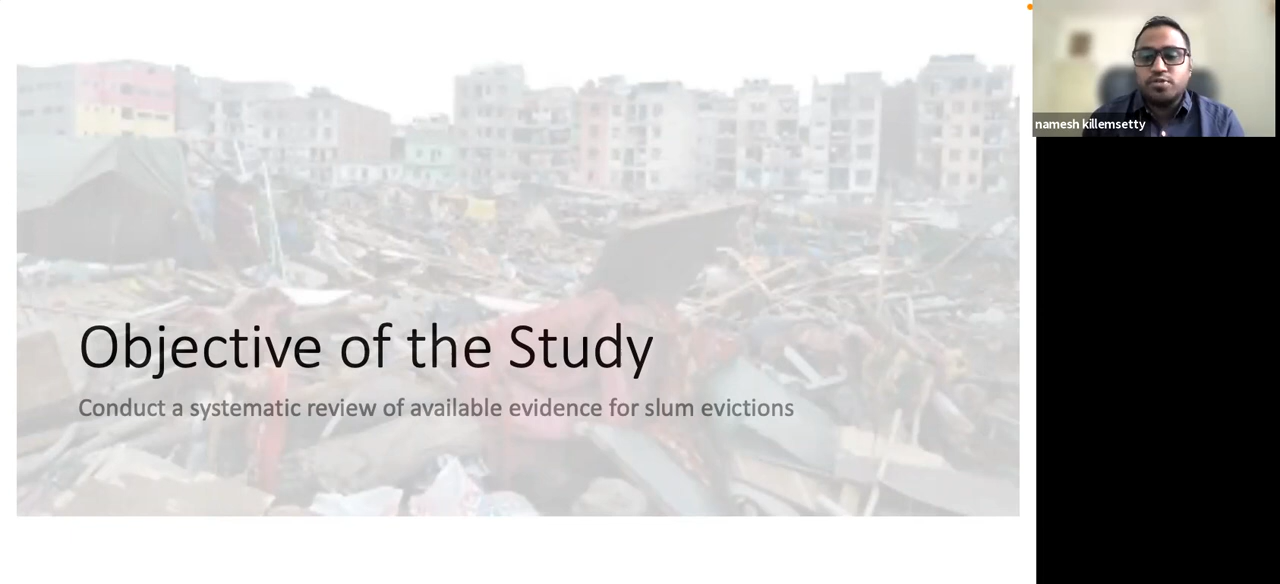 Objective of the Study
Conduct a systematic review of available evidence for slum evictions
namesh killemsetty